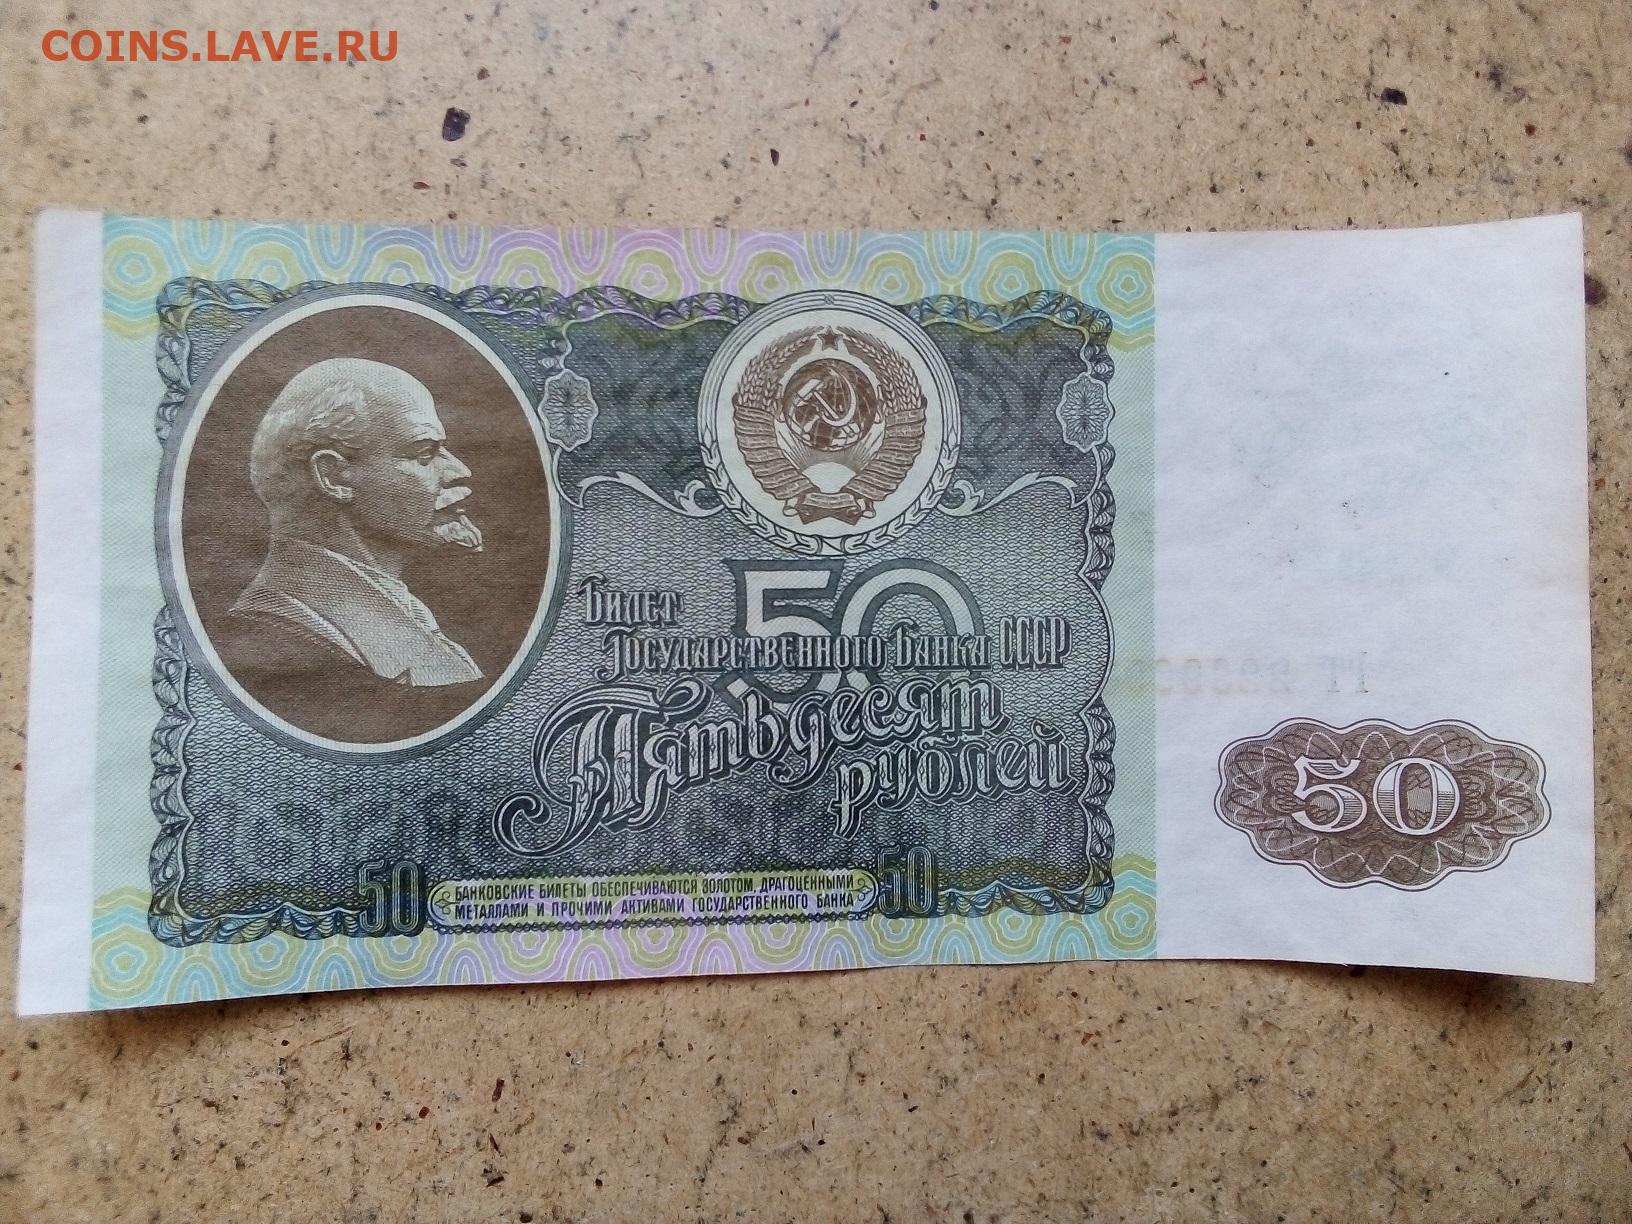 COINS.LAVE.RU
Билет
Государственного Банка СССР
50
Пятьдесят
рублей
50
50
БАНКОВСКИЕ БИЛЕТЫ ОБЕСПЕЧИВАЮТСЯ ЗОЛОТОМ, ДРАГОЦЕННЫМИ
МЕТАЛЛАМИ И ПРОЧИМИ АКТИВАМИ ГОСУДАРСТВЕННОГО БАНКА
50